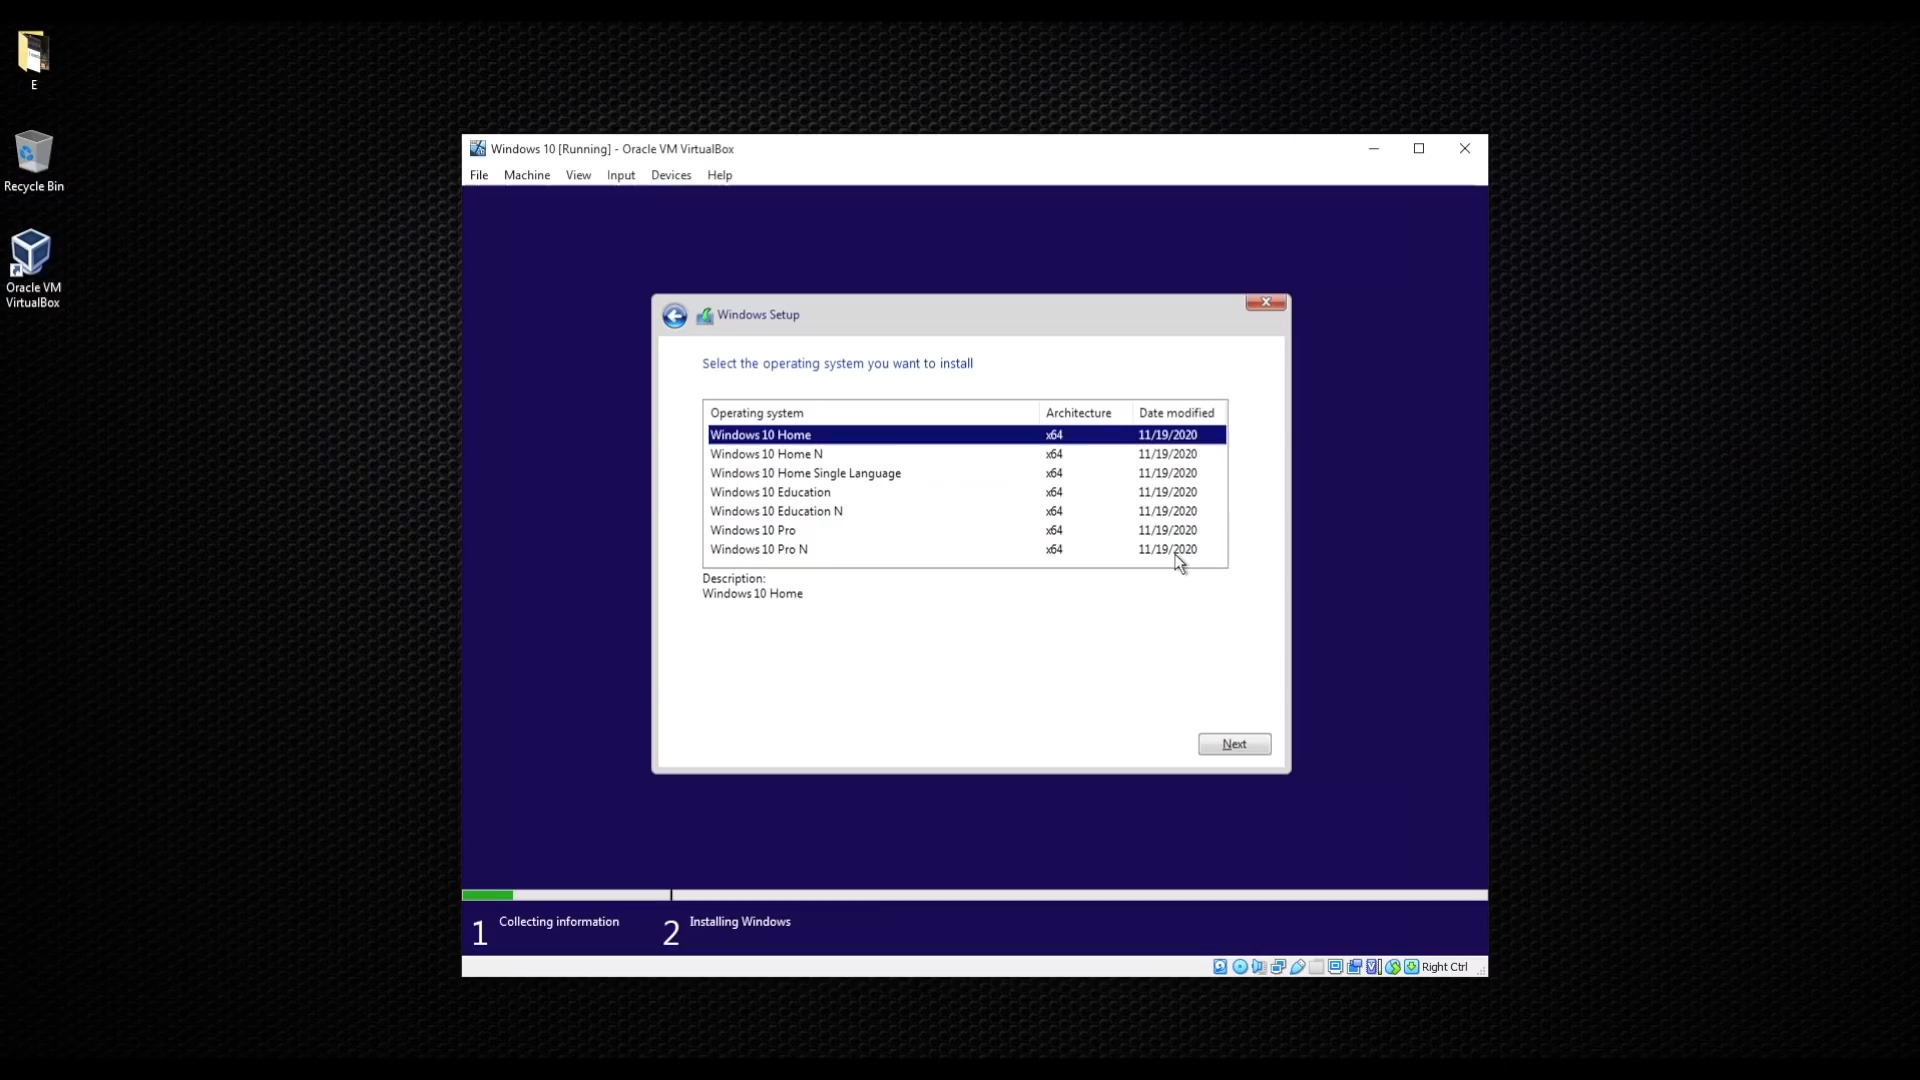 E
Recycle Bin
Oracle VM
VirtualBox
Windows 10 [Running] - Oracle VM VirtualBox
File Machine View Input Devices Help
Windows Setup
Select the operating system you want to install
Operating system Architecture Date modified
Windows 10 Home x64 11/19/2020
Windows 10 Home N x64 11/19/2020
Windows 10 Home Single Language x64 11/19/2020
Windows 10 Education x64 11/19/2020
Windows 10 Education N x64 11/19/2020
Windows 10 Pro x64 11/19/2020
Windows 10 Pro N x64 11/19/2020
Description:
Windows 10 Home
Next
1 Collecting information 2 Installing Windows
Right Ctrl